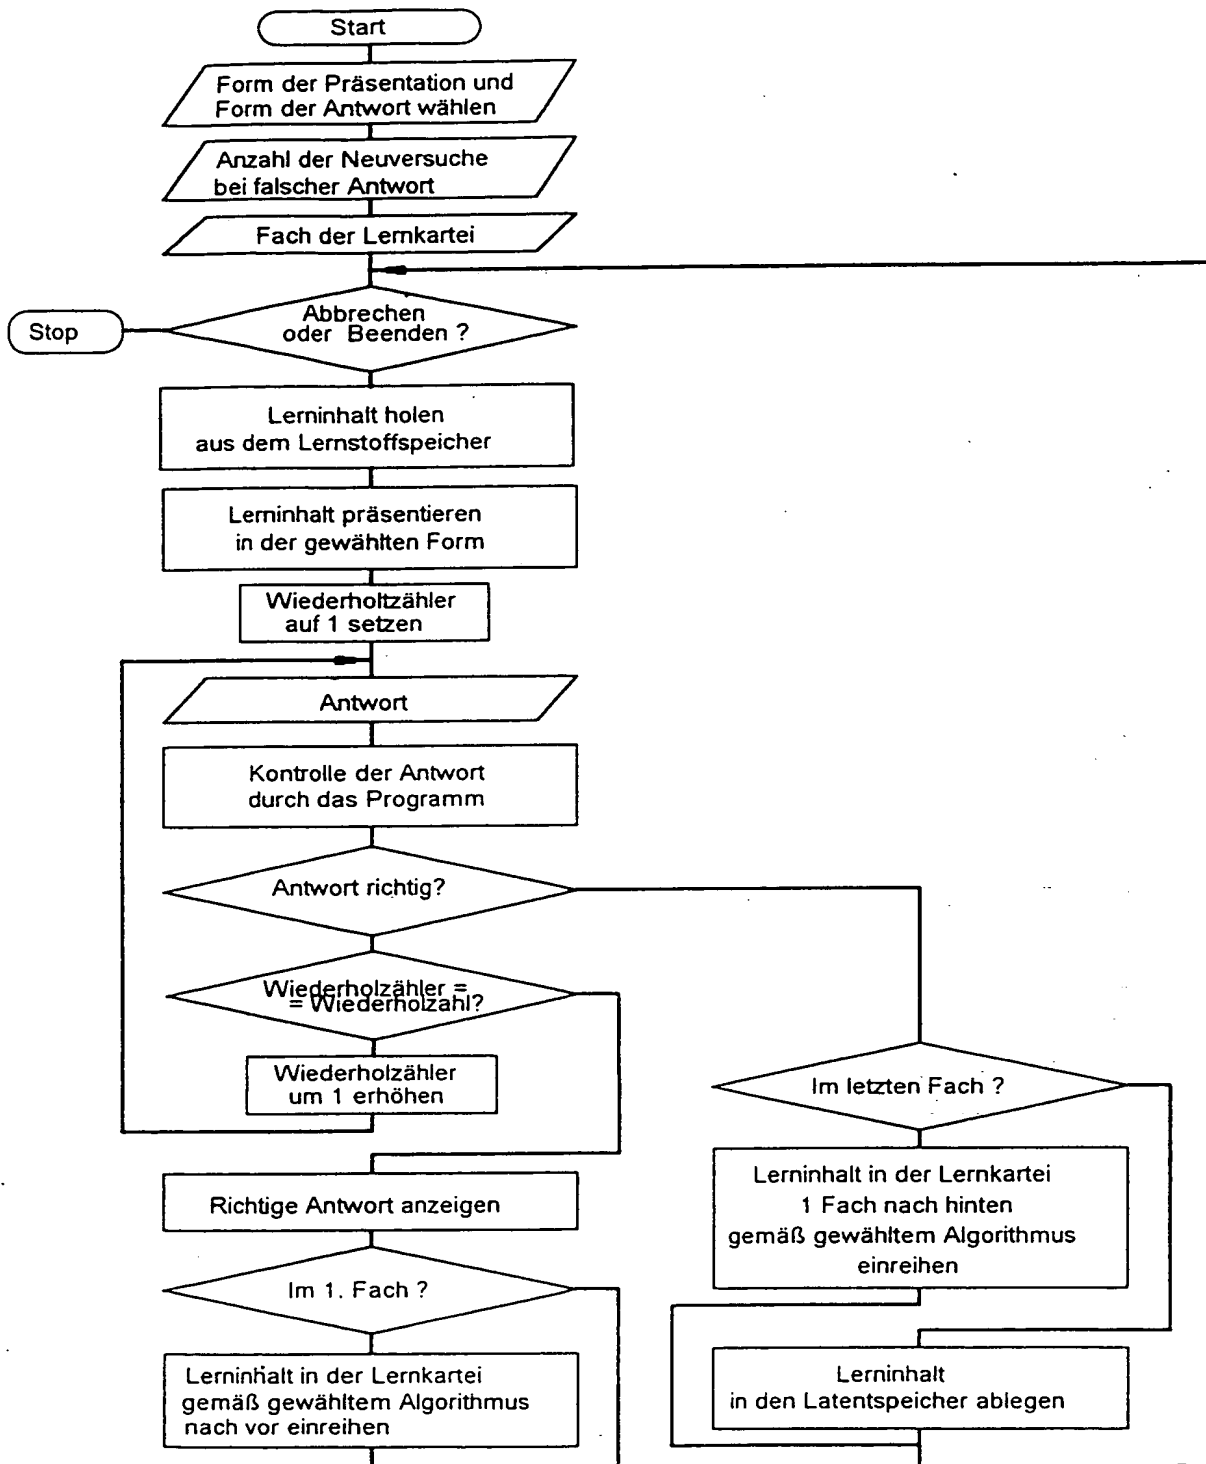 Start
Form der Präsentation und
Form der Antwort wählen
Anzahl der Neuversuche
bei falscher Antwort
Fach der Lernkartei
Abbrechen
oder Beenden ?
Stop
Lerninhalt holen
aus dem Lernstoffspeicher
Lerninhalt präsentieren
in der gewählten Form
Wiederholtzähler
auf 1 setzen
Antwort
Kontrolle der Antwort
durch das Programm
Antwort richtig?
Wiederholzähler =
= Wiederholzahl?
Wiederholzähler
um 1 erhöhen
Richtige Antwort anzeigen
Im 1. Fach ?
Lerninhalt in der Lernkartei
gemäß gewähltem Algorithmus
nach vor einreihen
Im letzten Fach ?
Lerninhalt in der Lernkartei
1 Fach nach hinten
gemäß gewähltem Algorithmus
einreihen
Lerninhalt
in den Latentspeicher ablegen